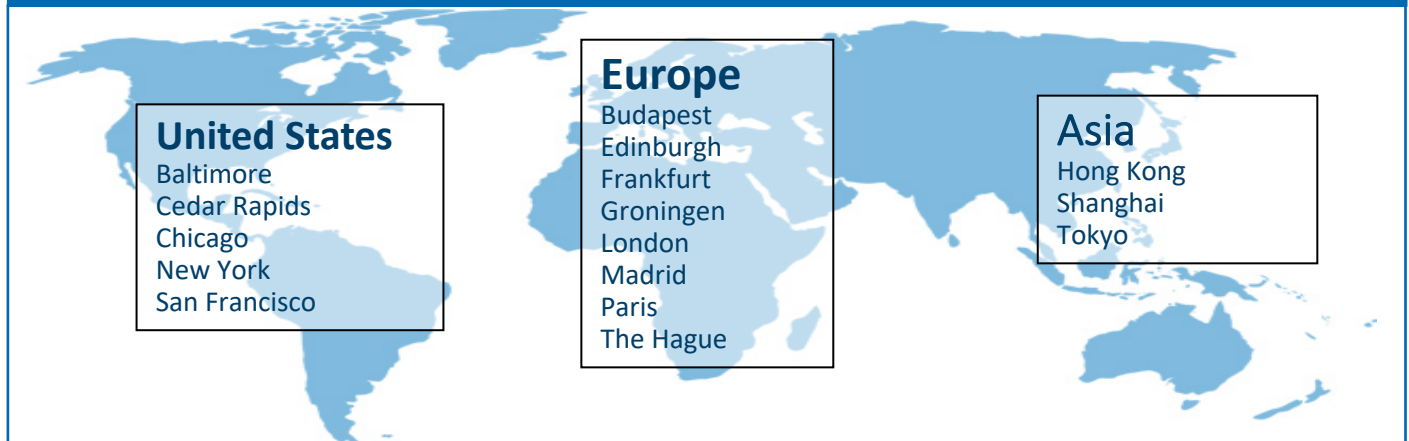 United States
Baltimore
Cedar Rapids
Chicago
New York
San Francisco
Europe
Budapest
Edinburgh
Frankfurt
Groningen
London
Madrid
Paris
The Hague
Asia
Hong Kong
Shanghai
Tokyo